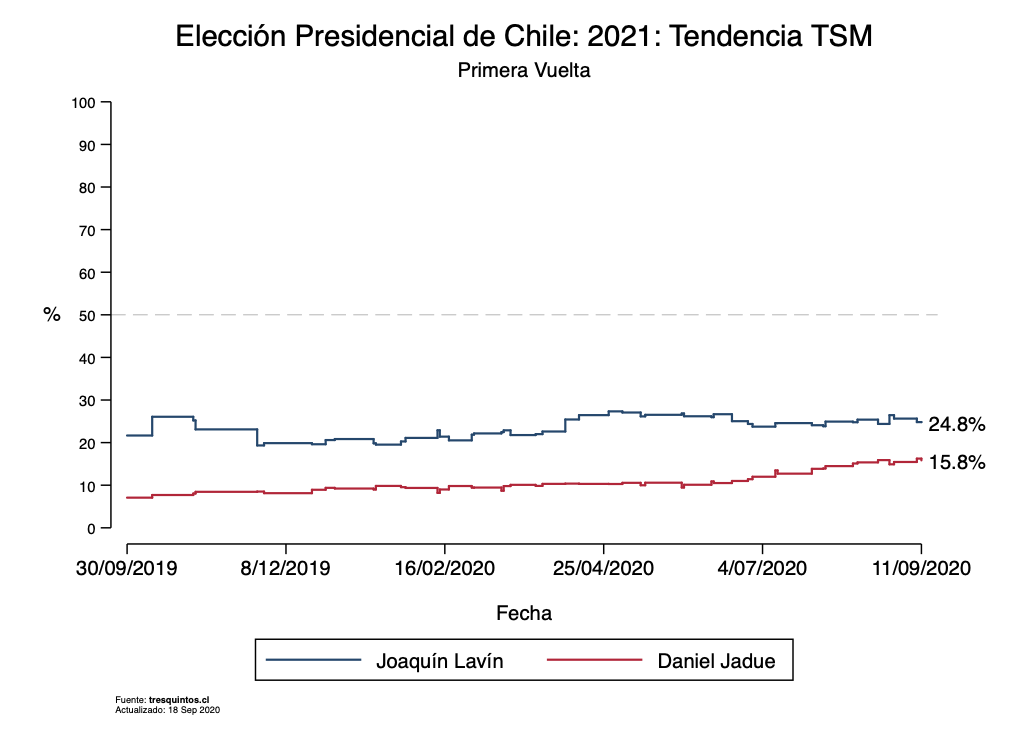 Elección Presidencial de Chile: 2021: Tendencia TSM
Primera Vuelta
100
90
80
70
60
%
50
40
30
20
10
0
24.8%
15.8%
30/09/2019 8/12/2019 16/02/2020 25/04/2020 4/07/2020 11/09/2020
Fecha
Joaquín Lavín Daniel Jadue
Fuente: tresquintos.cl
Actualizado: 18 Sep 2020